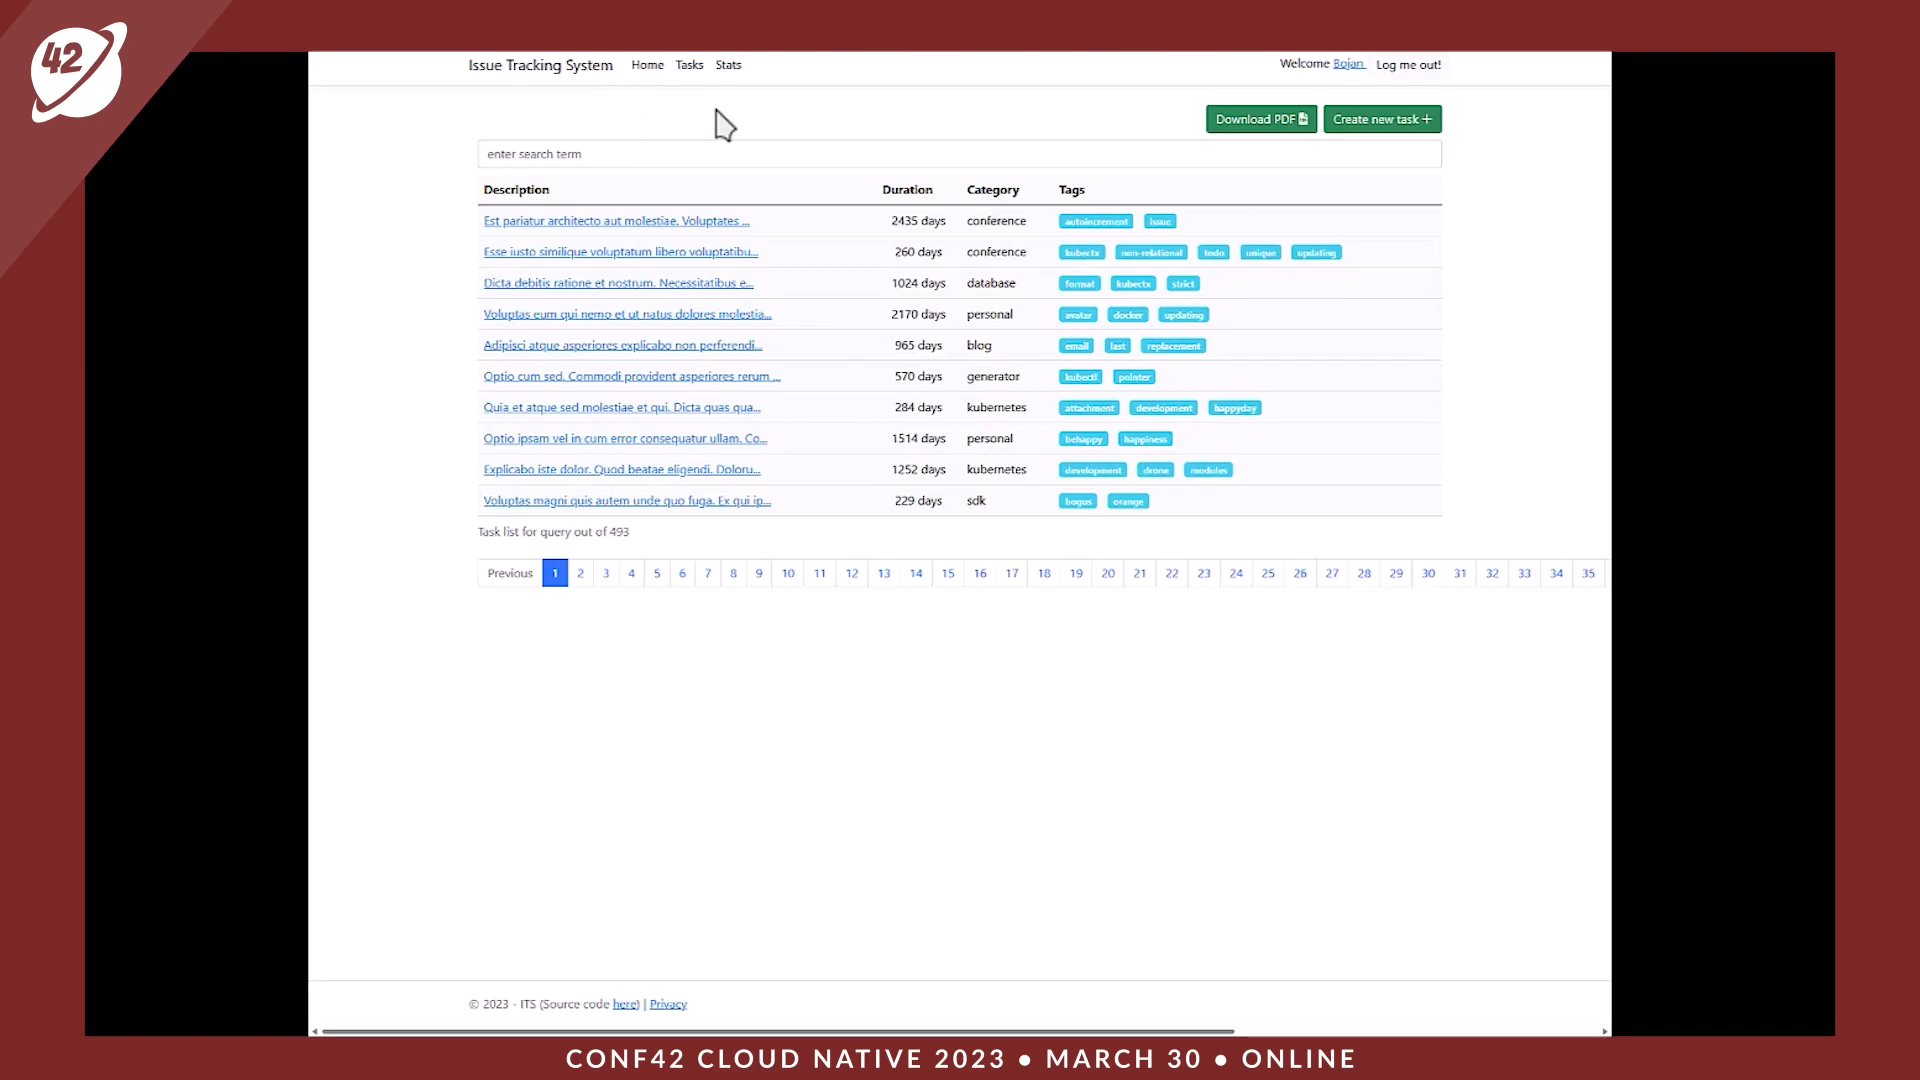 42
Issue Tracking System Home Tasks Stats Welcome Bojan Log me out!
Download PDF Create new task +
enter search term
Description Duration Category Tags
Est pariatur architecto aut molestiae. Voluptates ... 2435 days conference autoincrement issue
Esse iusto similique voluptatum libero voluptatibu... 260 days conference kubectx non-relational todo unique updating
Dicta debitis ratione et nostrum. Necessitatibus e... 1024 days database format kubectx strict
Voluptas eum qui nemo et ut natus dolores molestia... 2170 days personal avatar docker updating
Adipisci atque asperiores explicabo non perferendi... 965 days blog email last replacement
Optio cum sed. Commodi provident asperiores rerum ... 570 days generator kubectl pointer
Quia et atque sed molestiae et qui. Dicta quas qua... 284 days kubernetes attachment development happyday
Optio ipsam vel in cum error consequatur ullam. Co... 1514 days personal behappy happiness
Explicabo iste dolor. Quod beatae eligendi. Doloru... 1252 days kubernetes development drone modules
Voluptas magni quis autem unde quo fuga. Ex qui ip... 229 days sdk bogus orange
Task list for query out of 493
Previous 1 2 3 4 5 6 7 8 9 10 11 12 13 14 15 16 17 18 19 20 21 22 23 24 25 26 27 28 29 30 31 32 33 34 35
© 2023 - ITS (Source code here) | Privacy
CONF42 CLOUD NATIVE 2023 • MARCH 30 • ONLINE